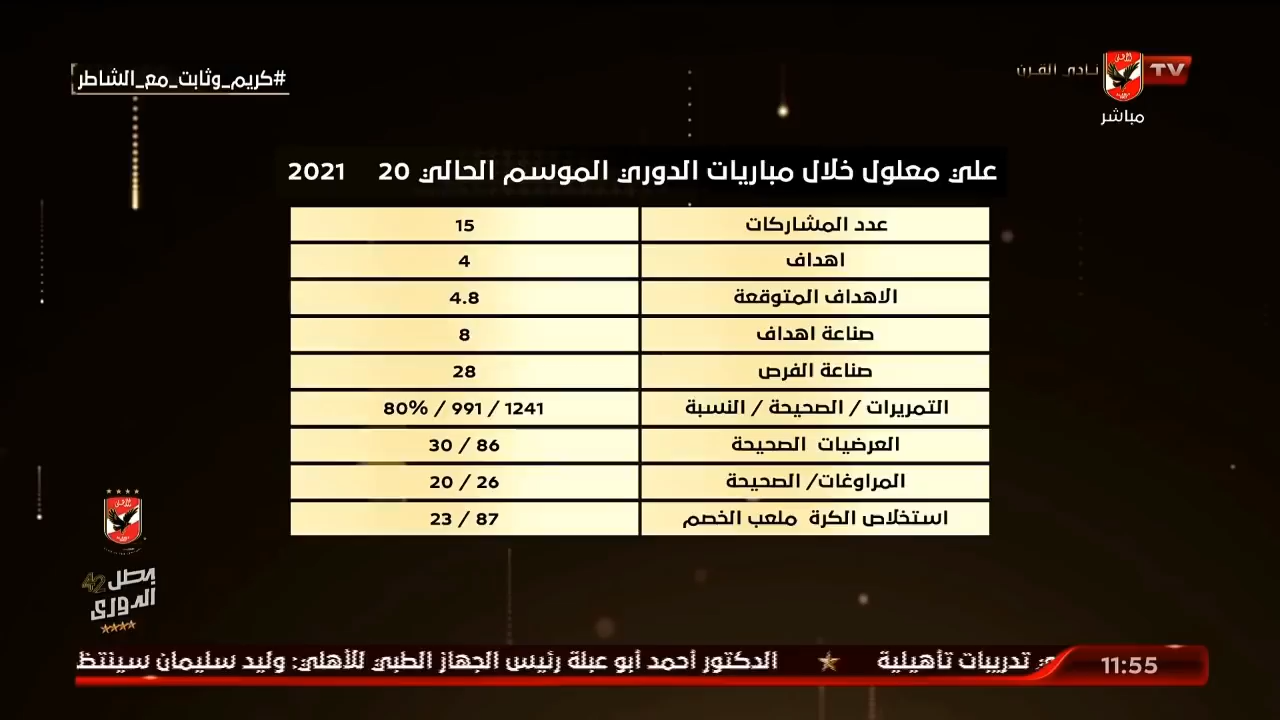 #كريم_وثابت_مع_الشاطر
نادي القرن TV
مباشر
علي معلول خلال مباريات الدوري الموسم الحالي 20 2021
عدد المشاركات 15
اهداف 4
الاهداف المتوقعة 4.8
صناعة اهداف 8
صناعة الفرص 28
التمريرات / الصحيحة / النسبة 1241 / 991 / 80%
العرضيات الصحيحة 86 / 30
المراوغات/ الصحيحة 26 / 20
استخلاص الكرة ملعب الخصم 87 / 23
بطل 42
الدورى
ي تدريبات تأهيلية
الدكتور أحمد أبو عبلة رئيس الجهاز الطبي للأهلي: وليد سليمان سينتظ
11:55